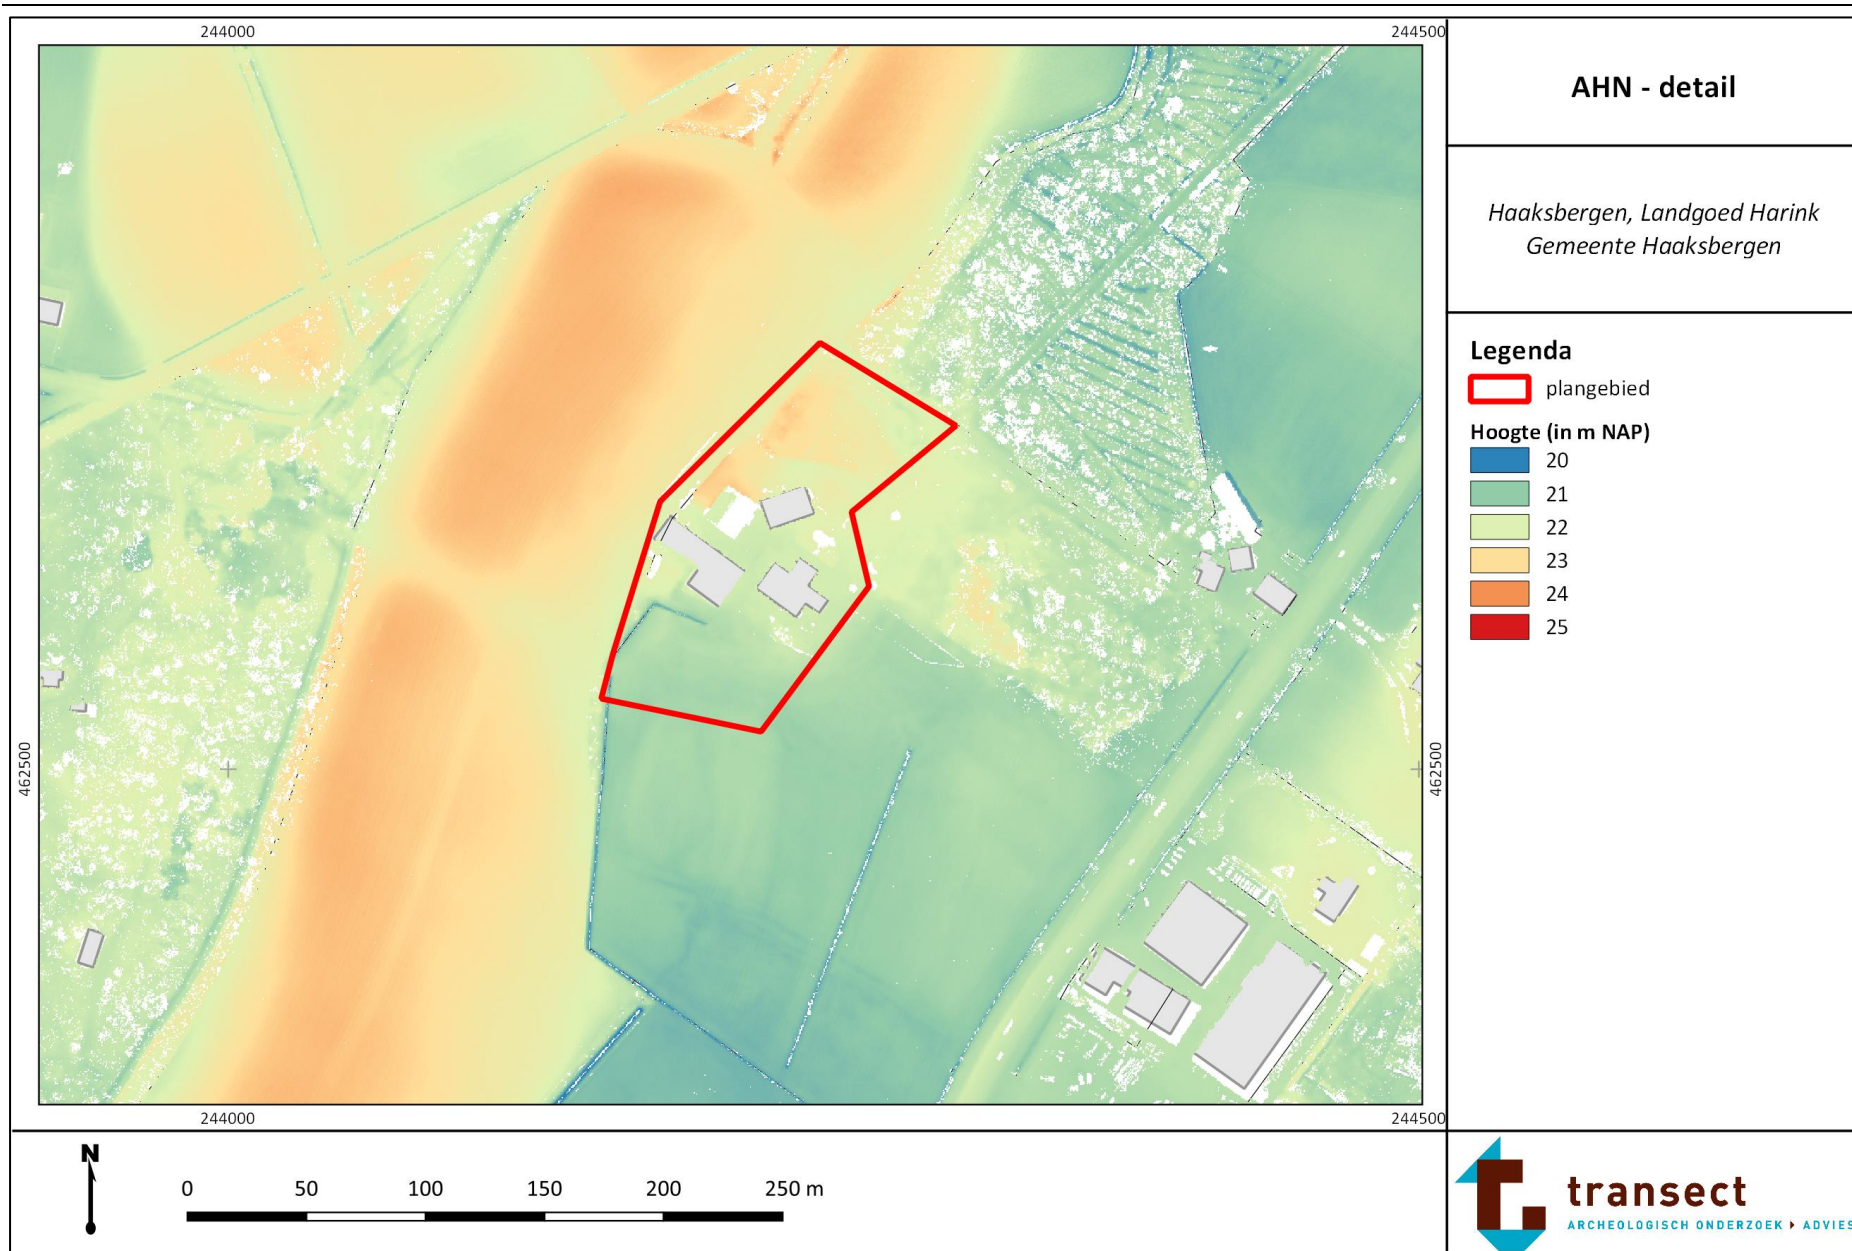 244000
244500
462500
462500
244000
244500
N
0 50 100 150 200 250 m
AHN - detail
Haaksbergen, Landgoed Harink
Gemeente Haaksbergen
Legenda
plangebied
Hoogte (in m NAP)
20
21
22
23
24
25
transect
ARCHEOLOGISCH ONDERZOEK ▸ ADVIES